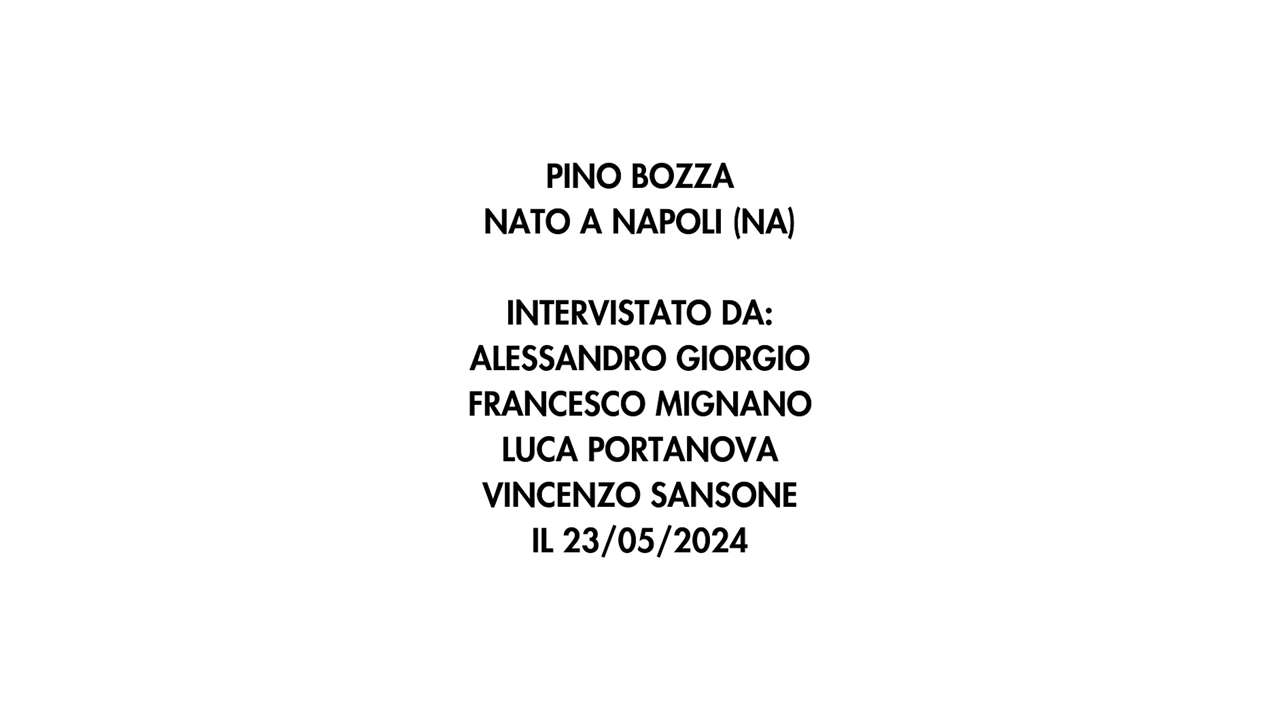 PINO BOZZA
NATO A NAPOLI (NA)
INTERVISTATO DA:
ALESSANDRO GIORGIO
FRANCESCO MIGNANO
LUCA PORTANOVA
VINCENZO SANSONE
IL 23/05/2024